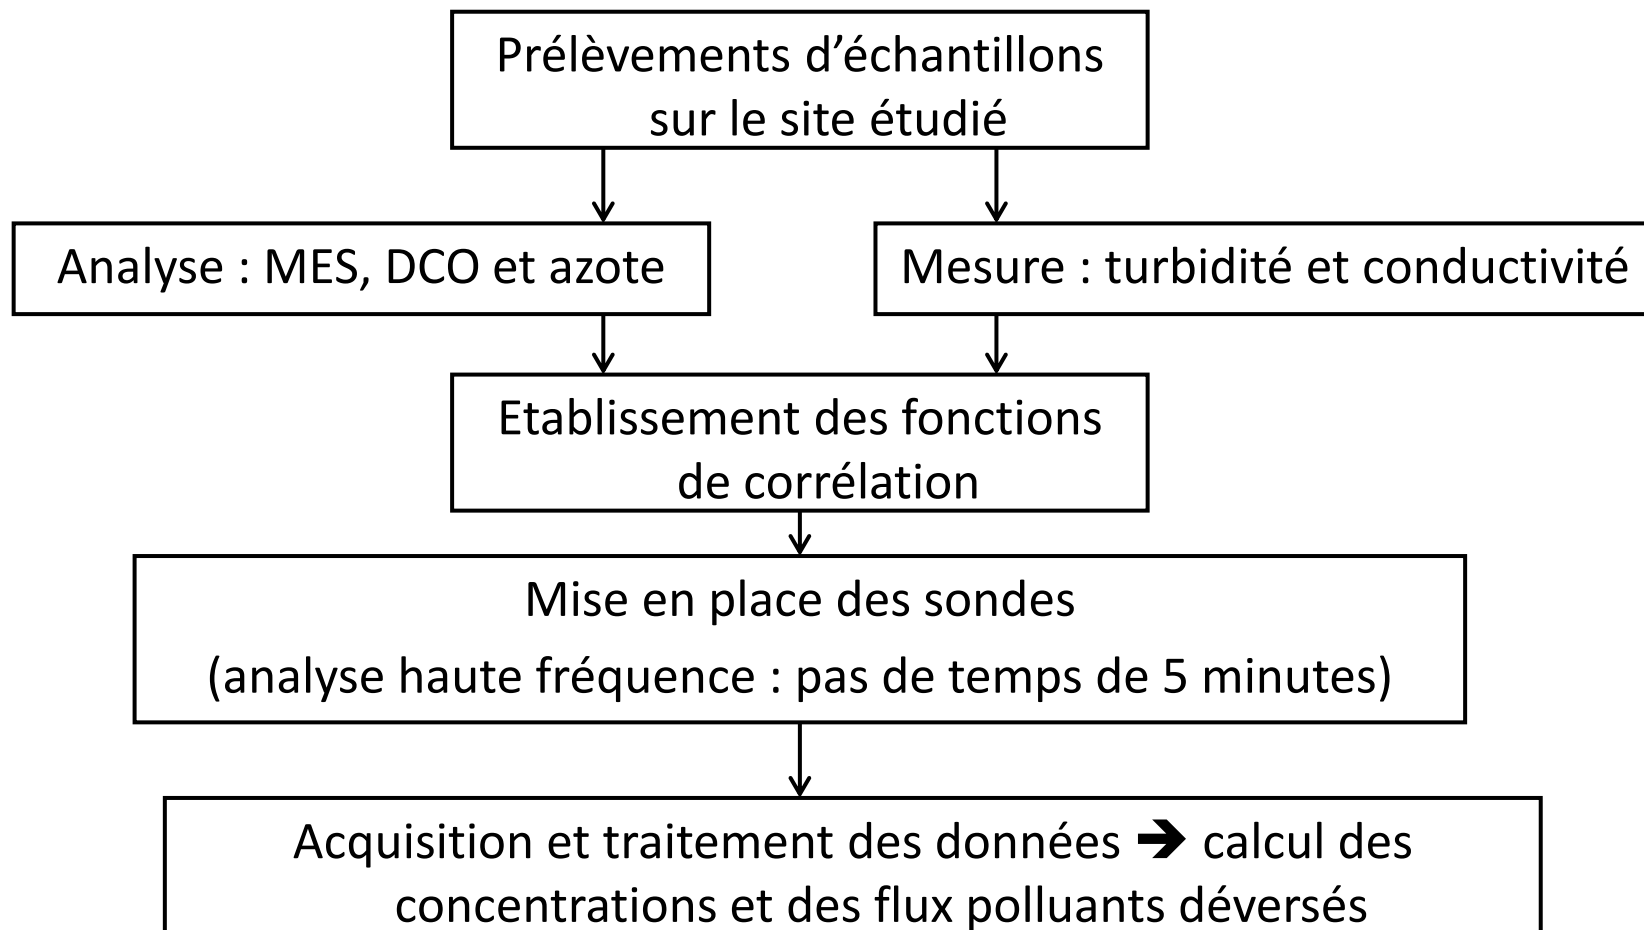 Prélèvements d’échantillons
sur le site étudié
Analyse : MES, DCO et azote
Mesure : turbidité et conductivité
Etablissement des fonctions
de corrélation
Mise en place des sondes
(analyse haute fréquence : pas de temps de 5 minutes)
Acquisition et traitement des données ➔ calcul des
concentrations et des flux polluants déversés